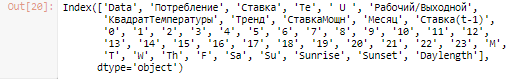 Out[20]: Index(['Data', 'Потребление', 'Ставка', 'Te', ' U ', 'Рабочий/Выходной',
'КвадратТемпературы', 'Тренд', 'СтавкаМощн', 'Месяц', 'Ставка(t-1)',
'0', '1', '2', '3', '4', '5', '6', '7', '8', '9', '10', '11', '12',
'13', '14', '15', '16', '17', '18', '19', '20', '21', '22', '23', 'M',
'T', 'W', 'Th', 'F', 'Sa', 'Su', 'Sunrise', 'Sunset', 'Daylength'],
dtype='object')